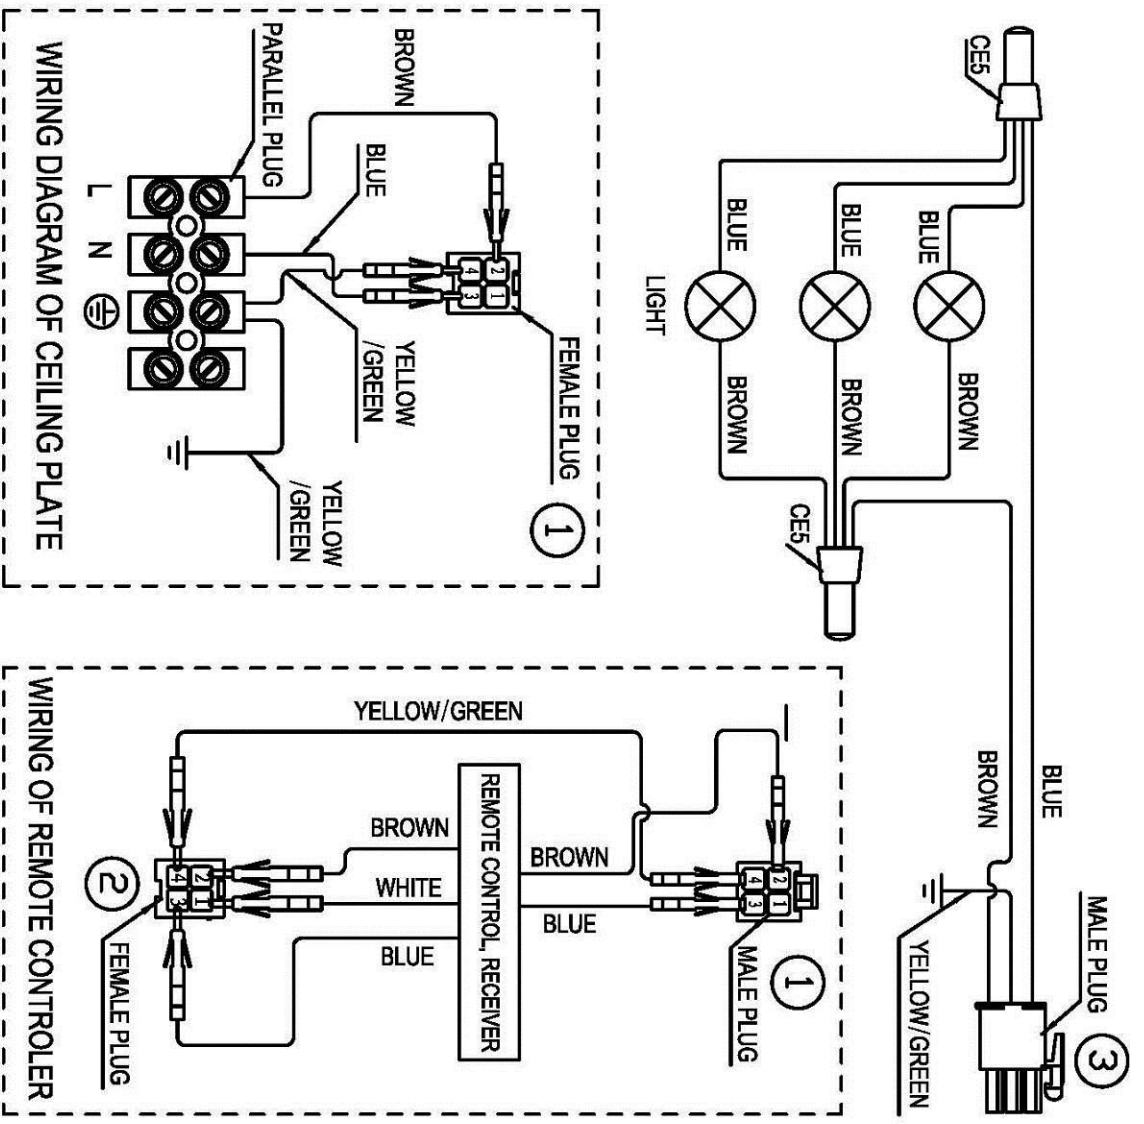 CE5
BLUE
BLUE
BLUE
LIGHT
BROWN
BROWN
BROWN
CE5
BLUE
BROWN
YELLOW/GREEN
MALE PLUG
3
PARALLEL PLUG
BROWN
BLUE
L
N
2
1
4
3
FEMALE PLUG
YELLOW
/GREEN
YELLOW
/GREEN
1
WIRING DIAGRAM OF CEILING PLATE
YELLOW/GREEN
REMOTE CONTROL, RECEIVER
BROWN
WHITE
BLUE
BROWN
BLUE
2
1
4
3
MALE PLUG
1
2
1
4
3
FEMALE PLUG
2
WIRING OF REMOTE CONTROLER